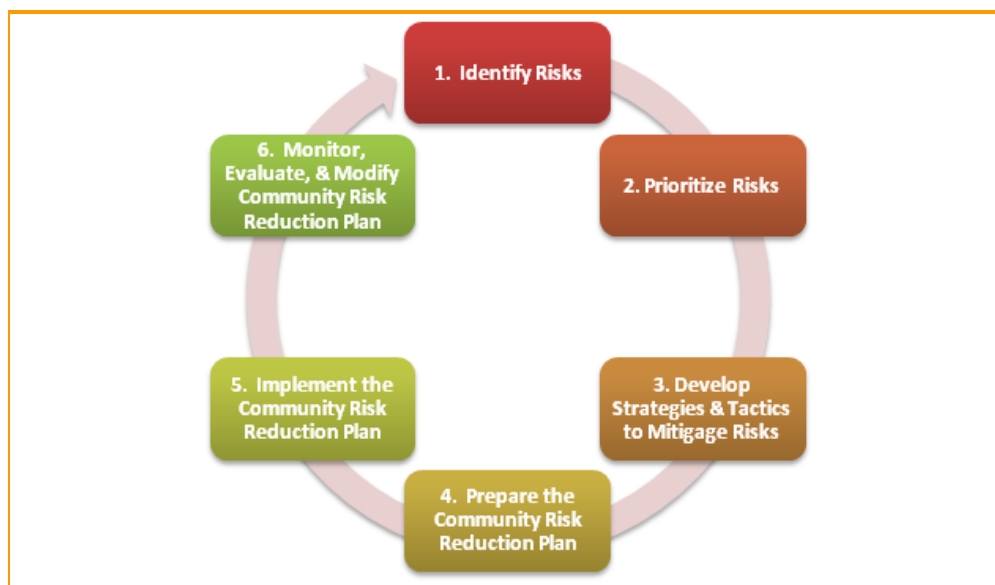 1. Identify Risks
2. Prioritize Risks
3. Develop
Strategies & Tactics
to Mitigage Risks
4. Prepare the
Community Risk
Reduction Plan
5. Implement the
Community Risk
Reduction Plan
6. Monitor,
Evaluate, & Modify
Community Risk
Reduction Plan